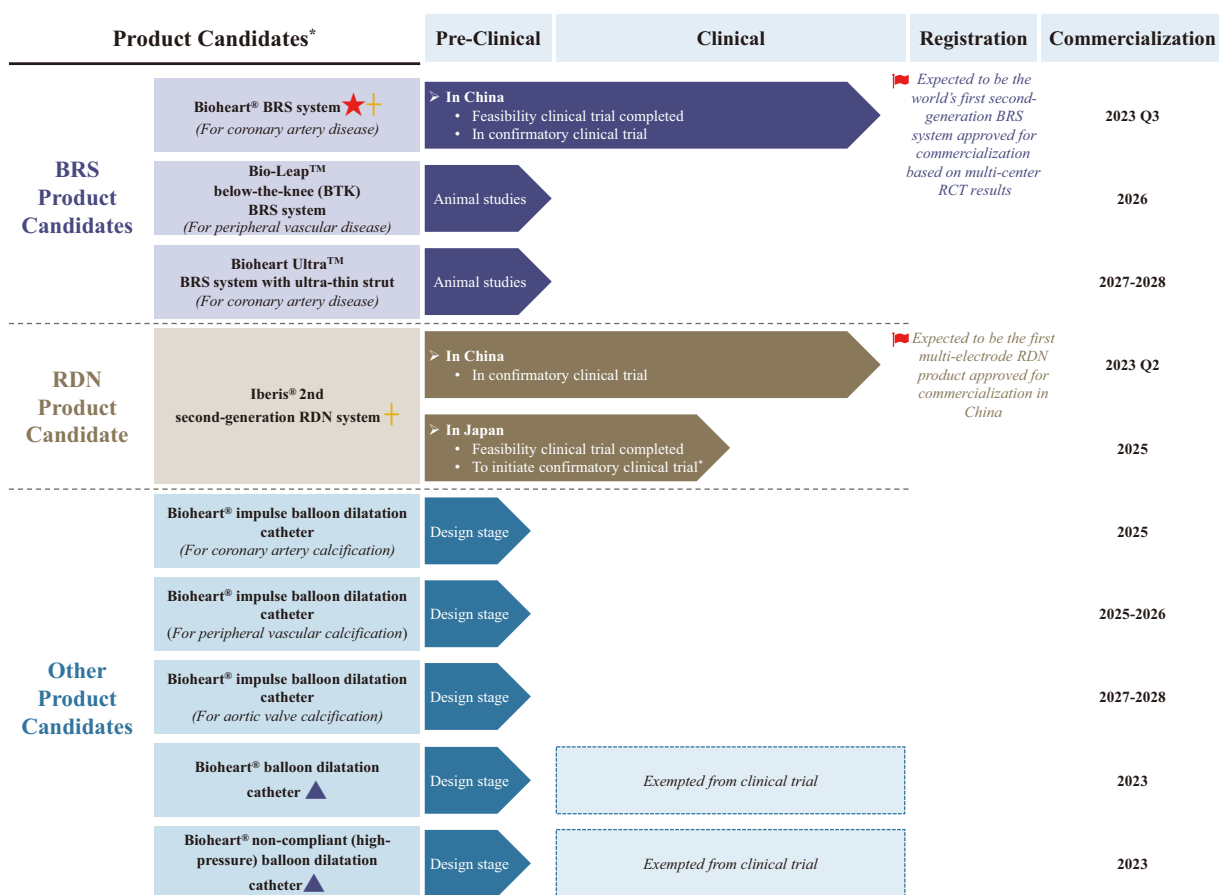 Product Candidates*
Pre-Clinical
Clinical
Registration
Commercialization
BRS
Product
Candidates
Bioheart® BRS system
(For coronary artery disease)
➢ In China
• Feasibility clinical trial completed
• In confirmatory clinical trial
Expected to be the
world's first second-
generation BRS
system approved for
commercialization
based on multi-center
RCT results
2023 Q3
Bio-Leap™
below-the-knee (BTK)
BRS system
(For peripheral vascular disease)
Animal studies
2026
Bioheart Ultra™
BRS system with ultra-thin strut
(For coronary artery disease)
Animal studies
2027-2028
RDN
Product
Candidate
Iberis® 2nd
second-generation RDN system
➢ In China
• In confirmatory clinical trial
Expected to be the first
multi-electrode RDN
product approved for
commercialization in
China
2023 Q2
➢ In Japan
• Feasibility clinical trial completed
• To initiate confirmatory clinical trial*
2025
Other
Product
Candidates
Bioheart® impulse balloon dilatation
catheter
(For coronary artery calcification)
Design stage
2025
Bioheart® impulse balloon dilatation
catheter
(For peripheral vascular calcification)
Design stage
2025-2026
Bioheart® impulse balloon dilatation
catheter
(For aortic valve calcification)
Design stage
2027-2028
Bioheart® balloon dilatation
catheter
Design stage
Exempted from clinical trial
2023
Bioheart® non-compliant (high-
pressure) balloon dilatation
catheter
Design stage
Exempted from clinical trial
2023